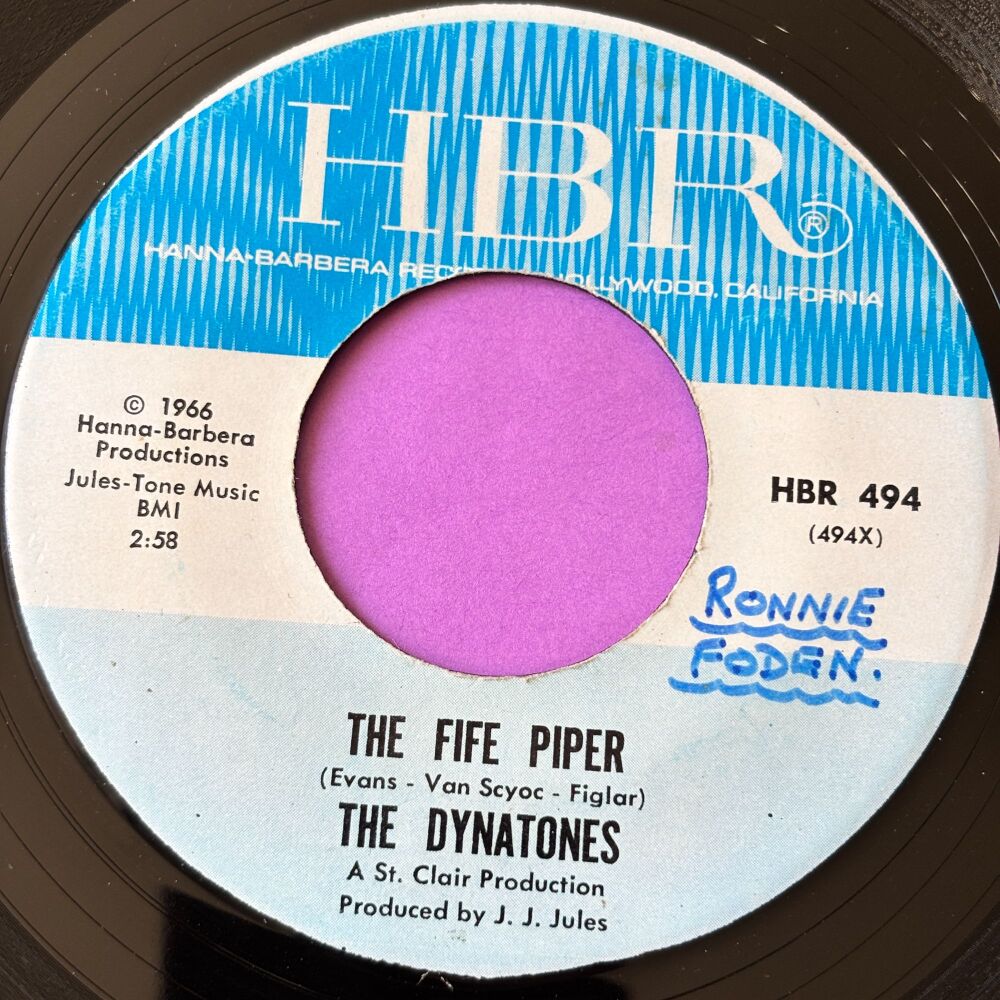 HBR®
HANNA-BARBERA HOLLYWOOD, CALIFORNIA
© 1966
Hanna-Barbera
Productions
Jules-Tone Music
BMI
2:58
HBR 494
(494X)
RONNIE
FODEN.
THE FIFE PIPER
(Evans - Van Scyoc - Figlar)
THE DYNATONES
A St. Clair Production
Produced by J. J. Jules